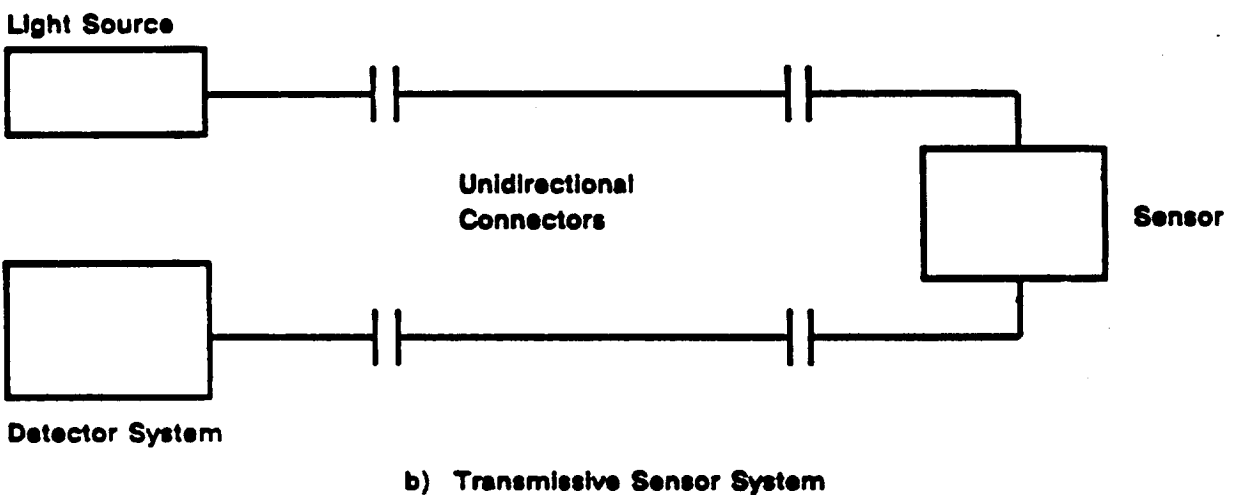 Light Source
Unidirectional
Connectors
Sensor
Detector System
b) Transmissive Sensor System